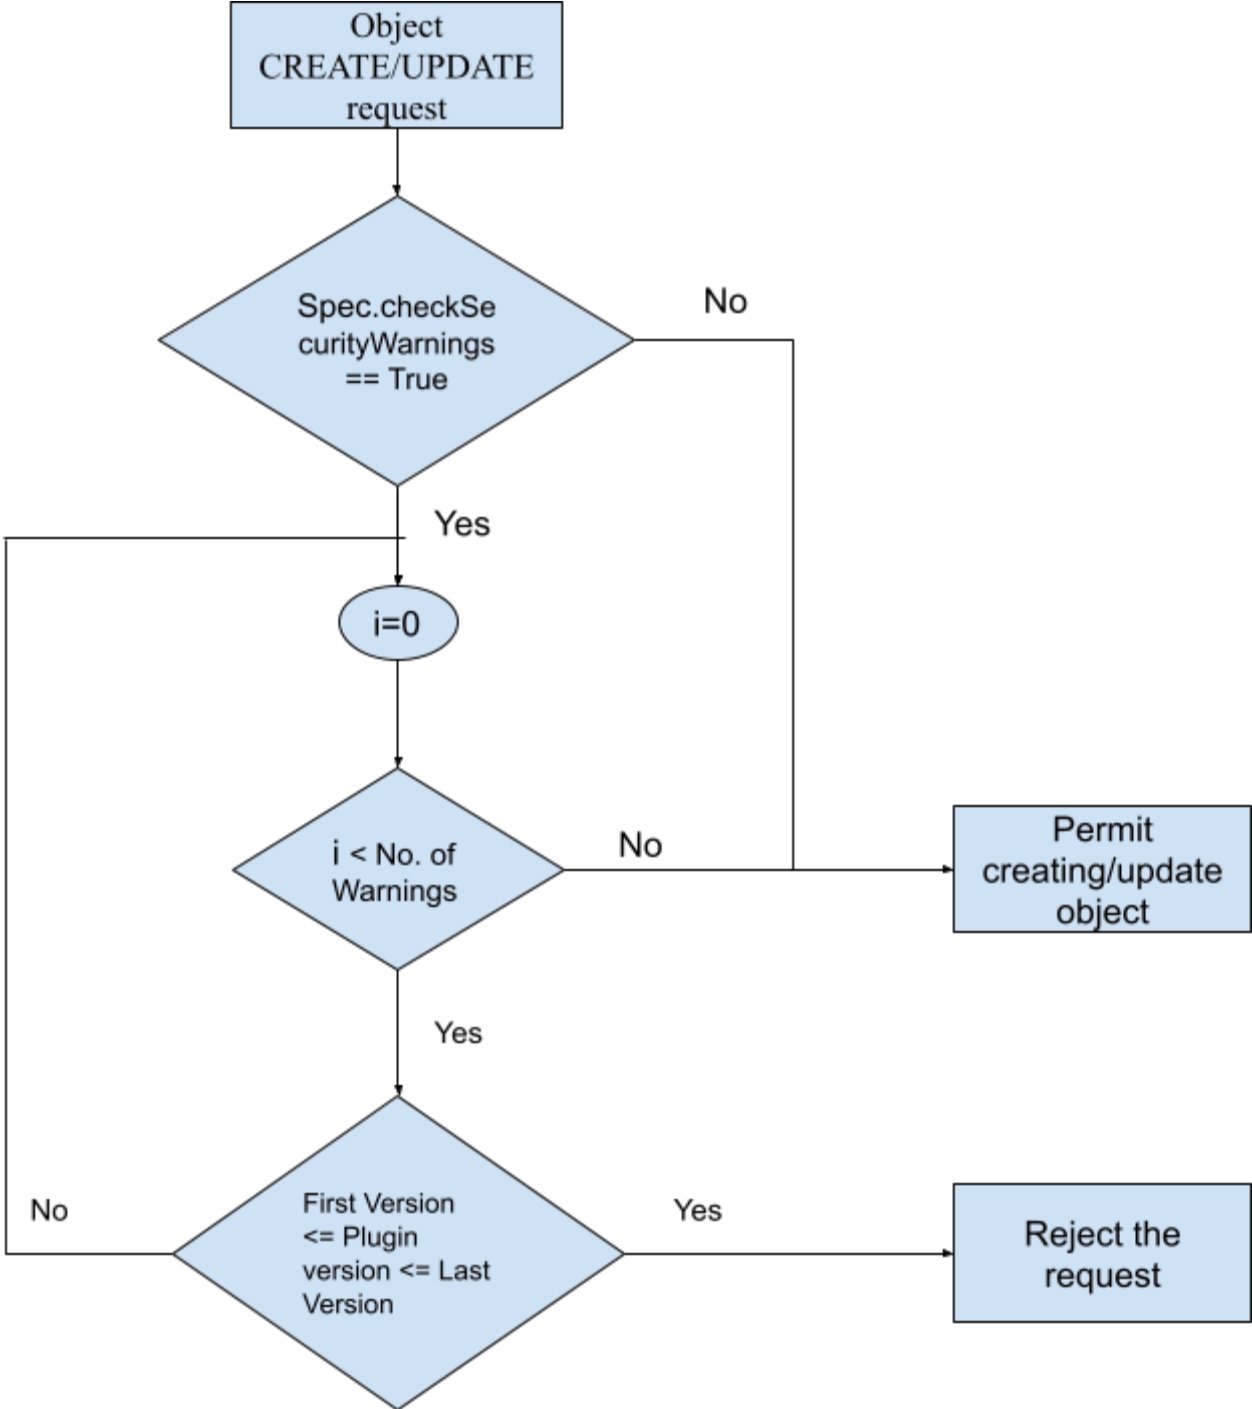 Object
CREATE/UPDATE
request
Spec.checkSe
curityWarnings
== True
No
Yes
i=0
i < No. of
Warnings
No
Permit
creating/update
object
Yes
First Version
<= Plugin
version <= Last
Version
No
Yes
Reject the
request